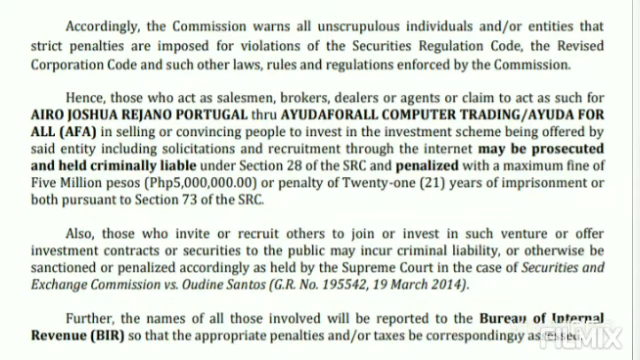 Accordingly, the Commission warns all unscrupulous individuals and/or entities that
strict penalties are imposed for violations of the Securities Regulation Code, the Revised
Corporation Code and such other laws, rules and regulations enforced by the Commission.
Hence, those who act as salesmen, brokers, dealers or agents or claim to act as such for
AIRO JOSHUA REJANO PORTUGAL thru AYUDAFORALL COMPUTER TRADING/AYUDA FOR
ALL (AFA) in selling or convincing people to invest in the investment scheme being offered by
said entity including solicitations and recruitment through the internet may be prosecuted
and held criminally liable under Section 28 of the SRC and penalized with a maximum fine of
Five Million pesos (Php5,000,000.00) or penalty of Twenty-one (21) years of imprisonment or
both pursuant to Section 73 of the SRC.
Also, those who invite or recruit others to join or invest in such venture or offer
investment contracts or securities to the public may incur criminal liability, or otherwise be
sanctioned or penalized accordingly as held by the Supreme Court in the case of Securities and
Exchange Commission vs. Oudine Santos (G.R. No. 195542, 19 March 2014).
Further, the names of all those involved will be reported to the Bureau of Internal
Revenue (BIR) so that the appropriate penalties and/or taxes be correspondingly assessed.
FILMIX